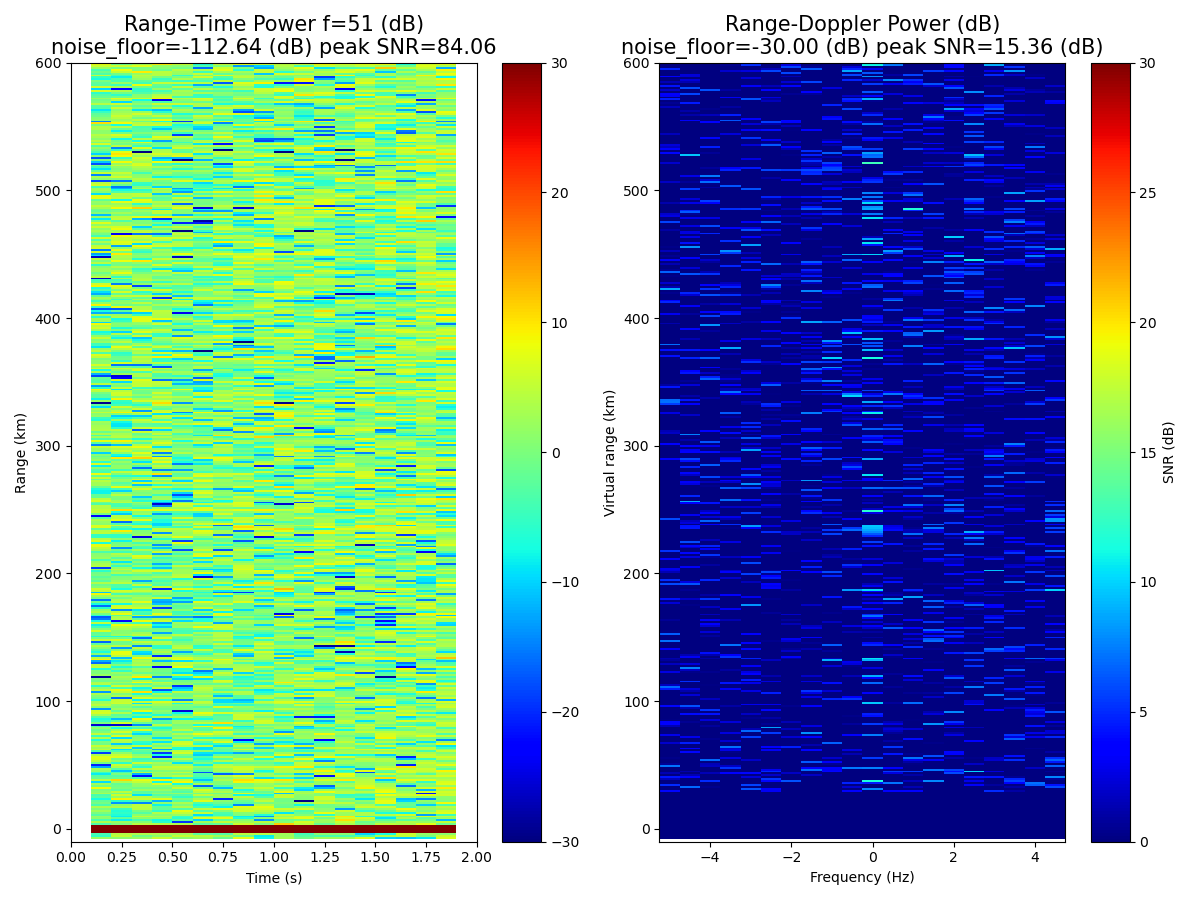 Range-Time Power f=51 (dB)
noise_floor=-112.64 (dB) peak SNR=84.06
Range-Doppler Power (dB)
noise_floor=-30.00 (dB) peak SNR=15.36 (dB)
600
500
400
300
200
100
0
Range (km)
0.00 0.25 0.50 0.75 1.00 1.25 1.50 1.75 2.00
Time (s)
30
20
10
0
−10
−20
−30
600
500
400
300
200
100
0
Virtual range (km)
−4 −2 0 2 4
Frequency (Hz)
30
25
20
15
10
5
0
SNR (dB)